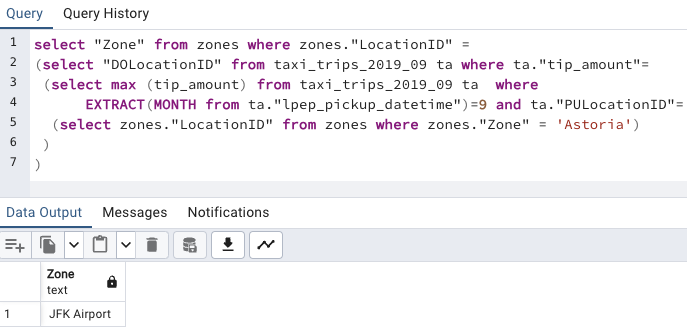 Query Query History
1 select "Zone" from zones where zones."LocationID" =
2 (select "DOLocationID" from taxi_trips_2019_09 ta where ta."tip_amount"=
3 (select max (tip_amount) from taxi_trips_2019_09 ta where
4 EXTRACT(MONTH from ta."lpep_pickup_datetime")=9 and ta."PULocationID"=
5 (select zones."LocationID" from zones where zones."Zone" = 'Astoria')
6 )
7 )
Data Output Messages Notifications
Zone
text
1 JFK Airport